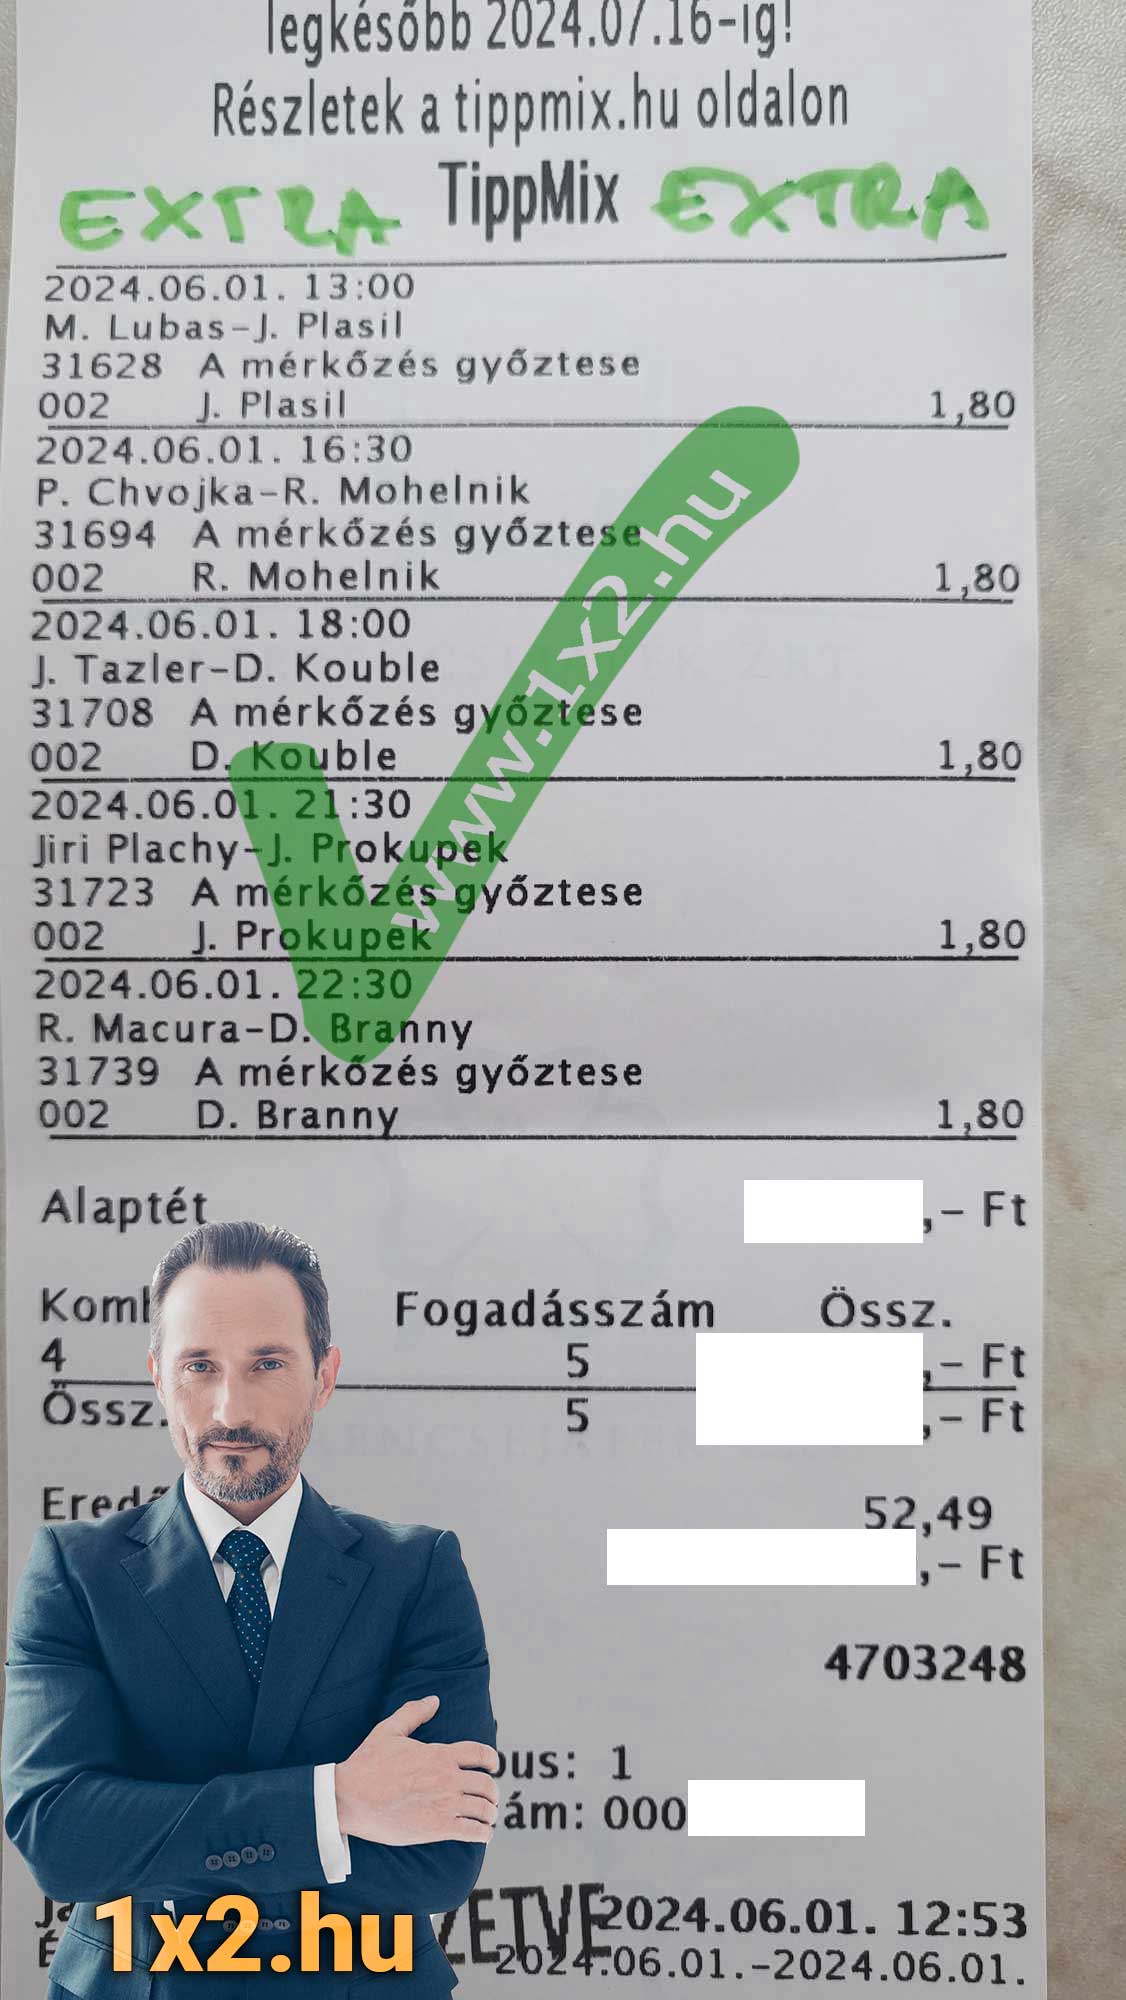 legkésőbb 2024.07.16-ig!
Részletek a tippmix.hu oldalon
EXTRA TippMix EXTRA
2024.06.01. 13:00
M. Lubas-J. Plasil
31628 A mérkőzés győztese
002 J. Plasil 1,80
2024.06.01. 16:30
P. Chvojka-R. Mohelnik
31694 A mérkőzés győztese
002 R. Mohelnik 1,80
2024.06.01. 18:00
J. Tazler-D. Kouble
31708 A mérkőzés győztese
002 D. Kouble 1,80
2024.06.01. 21:30
Jiri Plachy-J. Prokupek
31723 A mérkőzés győztese
002 J. Prokupek 1,80
2024.06.01. 22:30
R. Macura-D. Branny
31739 A mérkőzés győztese
002 D. Branny 1,80
www.1x2.hu
Alaptét ,- Ft
Fogadásszám Össz.
4 5 ,- Ft
Össz. 5 ,- Ft
52,49
,- Ft
4703248
1
000
2024.06.01. 12:53
2024.06.01.-2024.06.01.
1x2.hu